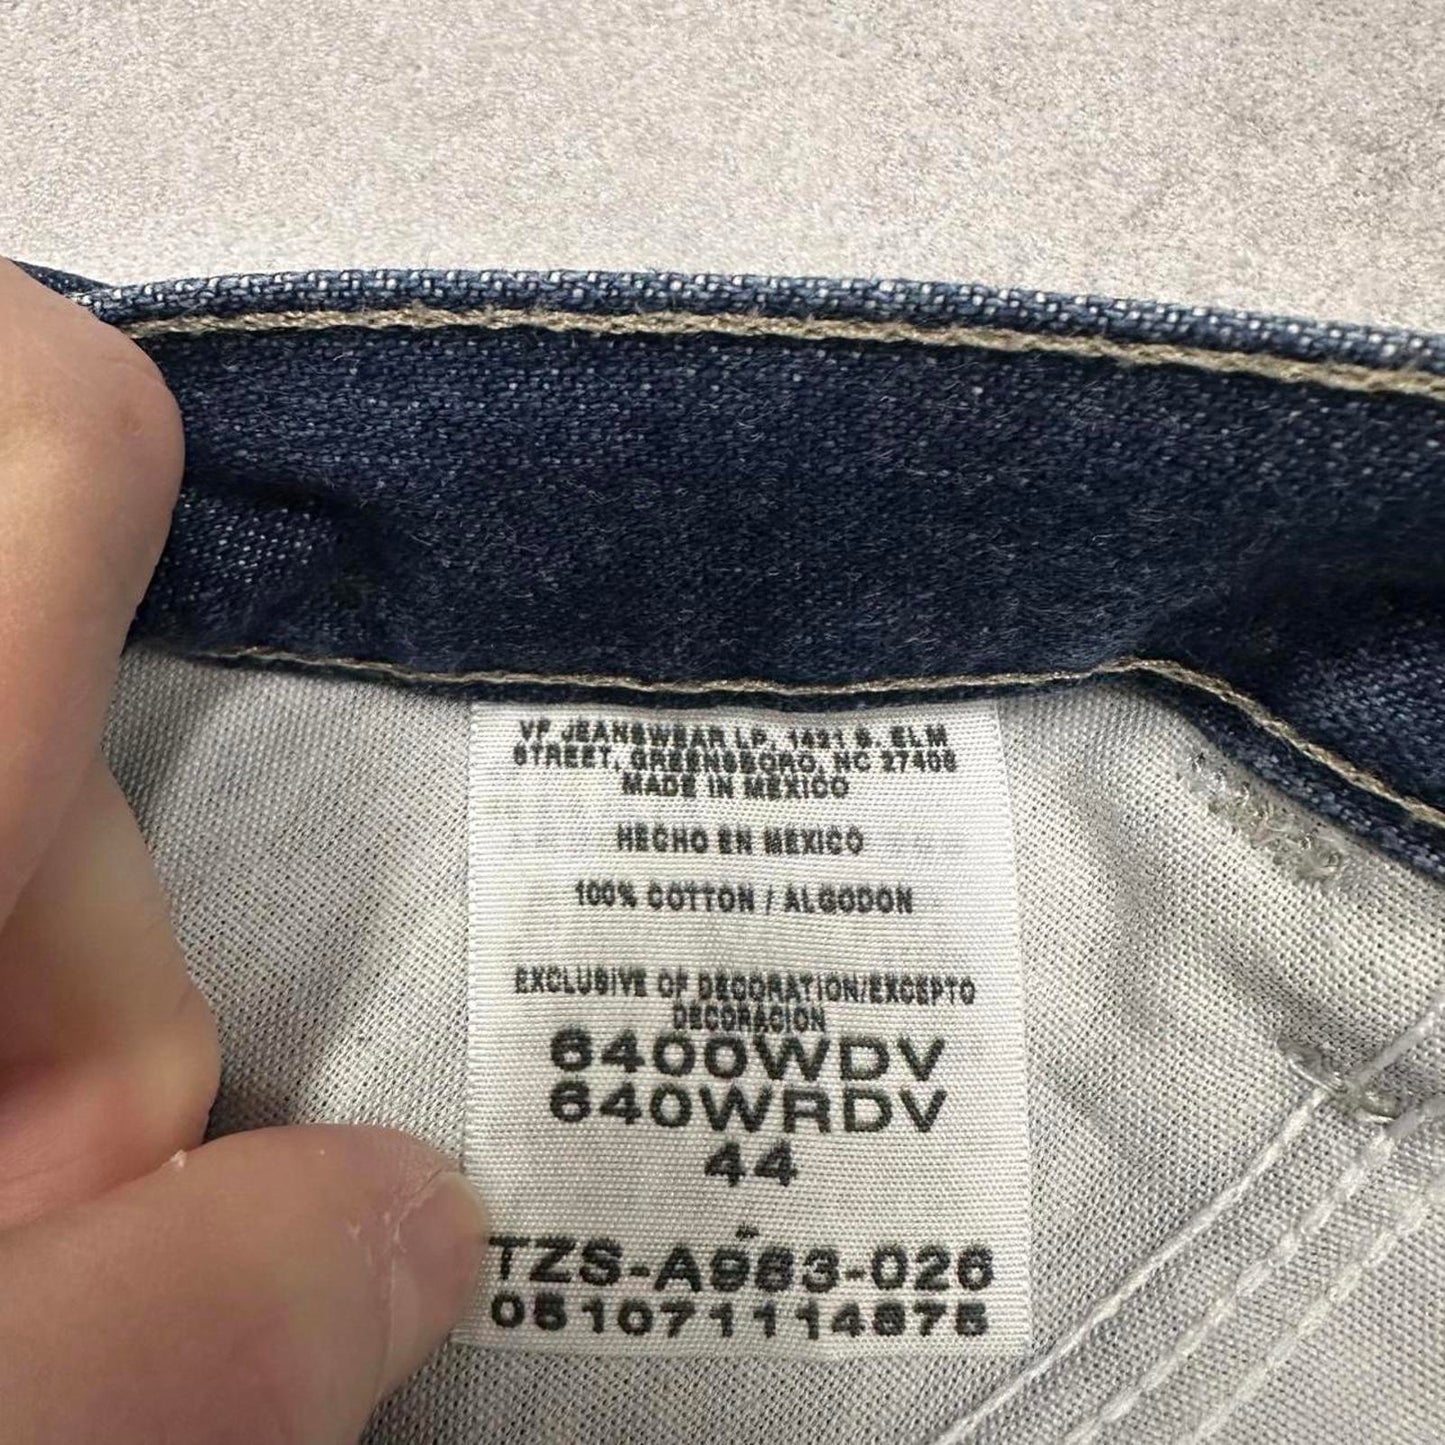 VF JEANSWEAR LP, 1421 S. ELM
STREET, GREENSBORO, NC 27406
MADE IN MEXICO
HECHO EN MEXICO
100% COTTON / ALGODON
EXCLUSIVE OF DECORATION/EXCEPTO
DECORACION
6400WDV
640WRDV
44
TZS-A963-026
051071114875